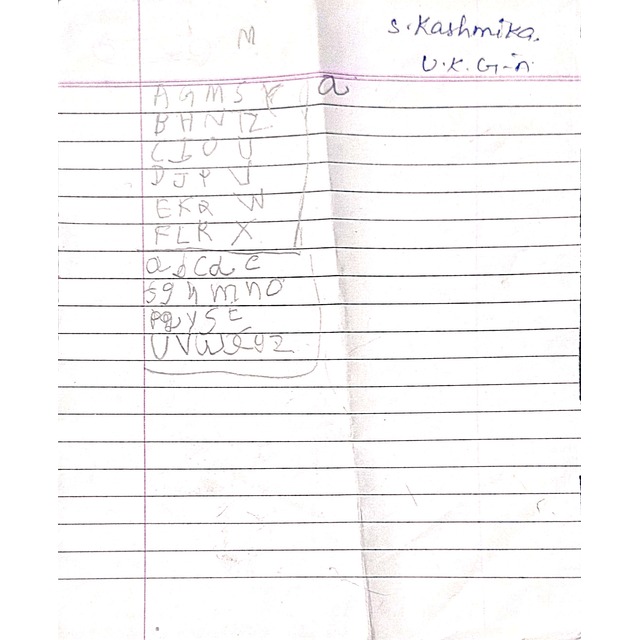 M
S. Kashmika.
U.K.G-
a
A G M S Y
B H N Z
C I O U
D J P V
E K Q W
F L R X
a b c d e
f g h m n o
p q r s t
U V W x y z